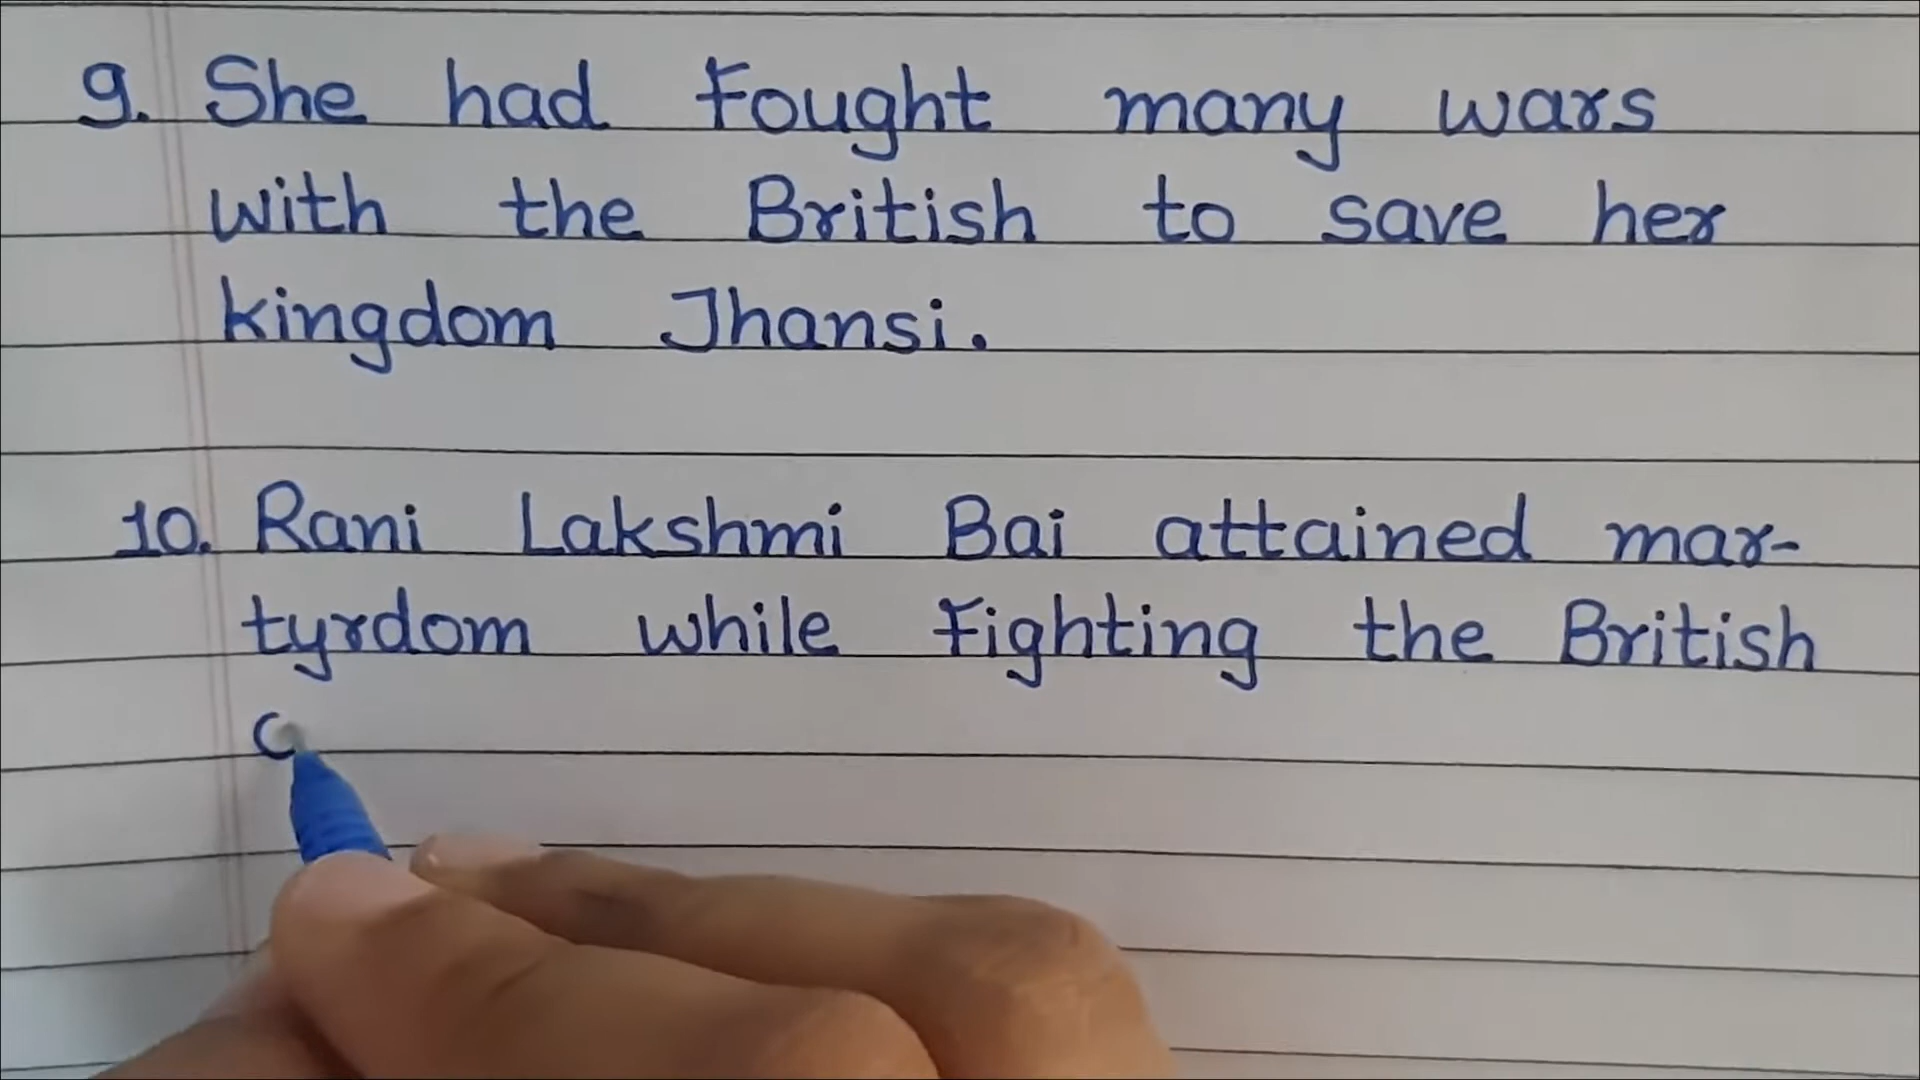 9. She had fought many wars
with the British to save her
kingdom Jhansi.
10. Rani Lakshmi Bai attained mar-
tyrdom while fighting the British